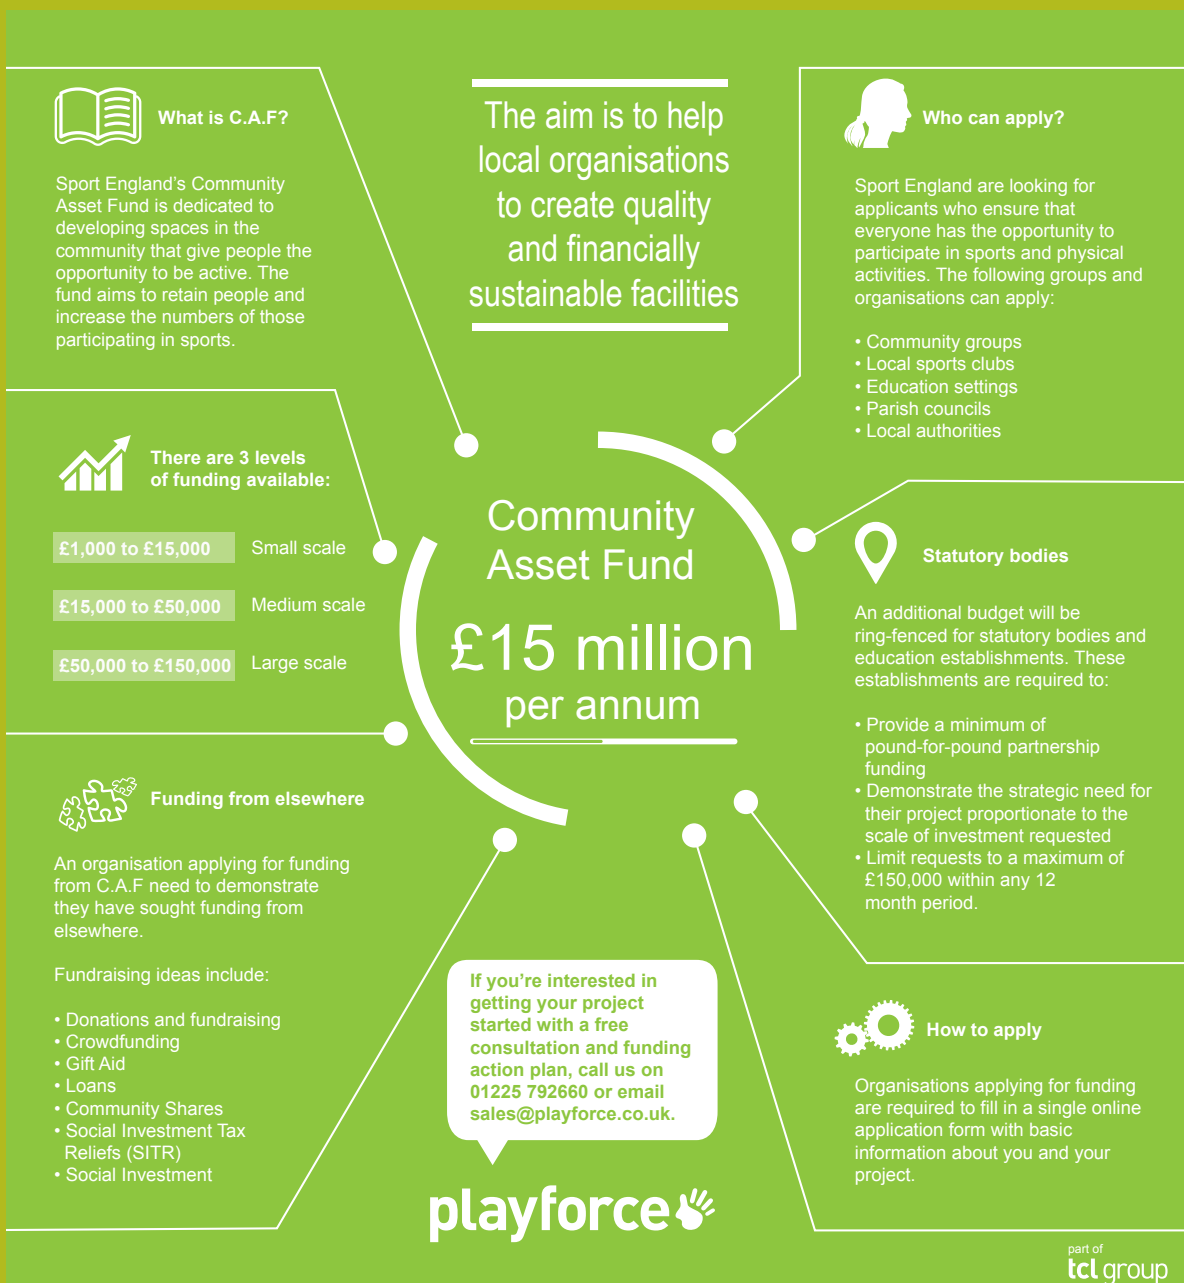 What is C.A.F?
Sport England's Community
Asset Fund is dedicated to
developing spaces in the
community that give people the
opportunity to be active. The
fund aims to retain people and
increase the numbers of those
participating in sports.
There are 3 levels
of funding available:
£1,000 to £15,000 Small scale
£15,000 to £50,000 Medium scale
£50,000 to £150,000 Large scale
Funding from elsewhere
An organisation applying for funding
from C.A.F need to demonstrate
they have sought funding from
elsewhere.
Fundraising ideas include:
• Donations and fundraising
• Crowdfunding
• Gift Aid
• Loans
• Community Shares
• Social Investment Tax
Reliefs (SITR)
• Social Investment
The aim is to help
local organisations
to create quality
and financially
sustainable facilities
Community
Asset Fund
£15 million
per annum
If you're interested in
getting your project
started with a free
consultation and funding
action plan, call us on
01225 792660 or email
sales@playforce.co.uk.
playforce
Who can apply?
Sport England are looking for
applicants who ensure that
everyone has the opportunity to
participate in sports and physical
activities. The following groups and
organisations can apply:
• Community groups
• Local sports clubs
• Education settings
• Parish councils
• Local authorities
Statutory bodies
An additional budget will be
ring-fenced for statutory bodies and
education establishments. These
establishments are required to:
• Provide a minimum of
pound-for-pound partnership
funding
• Demonstrate the strategic need for
their project proportionate to the
scale of investment requested
• Limit requests to a maximum of
£150,000 within any 12
month period.
How to apply
Organisations applying for funding
are required to fill in a single online
application form with basic
information about you and your
project.
part of
tcl group